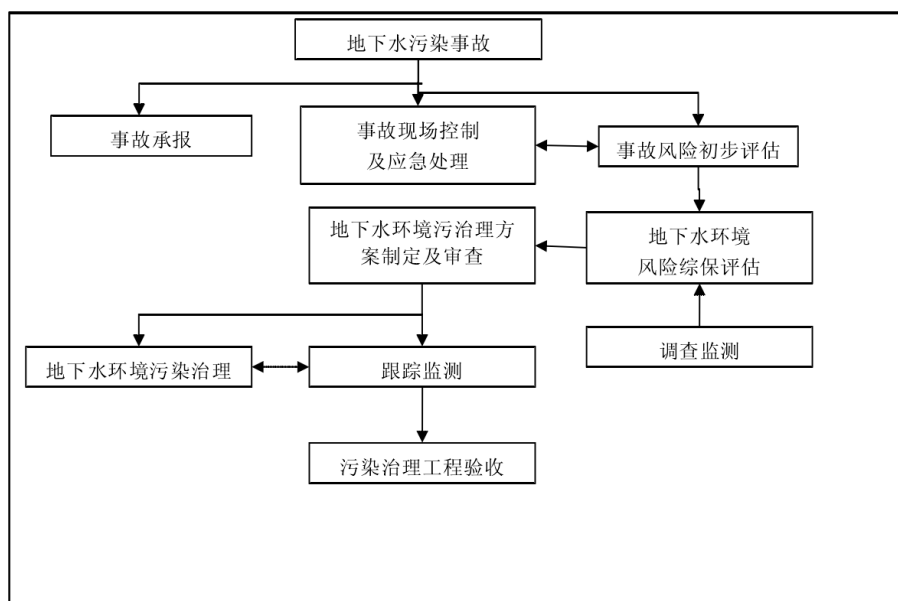 地下水污染事故
事故承报
事故现场控制
及应急处理
事故风险初步评估
地下水环境污治理方
案制定及审查
地下水环境
风险综保评估
调查监测
地下水环境污染治理
跟踪监测
污染治理工程验收